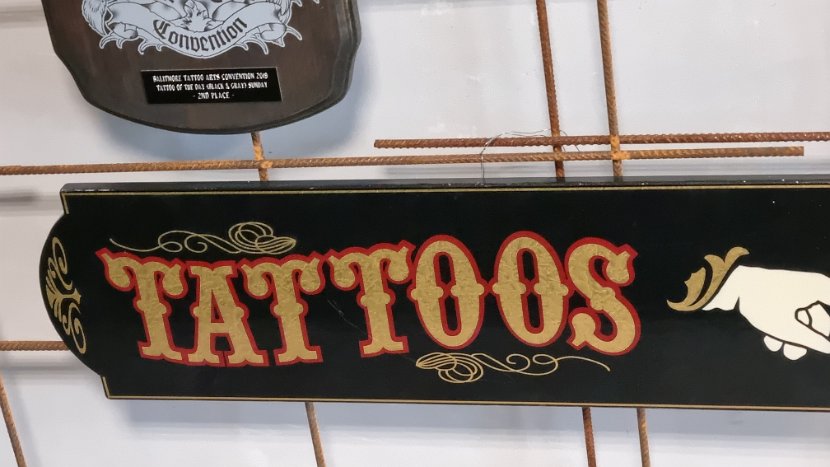 Convention
BALTIMORE TATTOO ARTS CONVENTION 2019
TATTOO OF THE DAY (BLACK & GRAY) SUNDAY
- 2ND PLACE -
TATTOOS